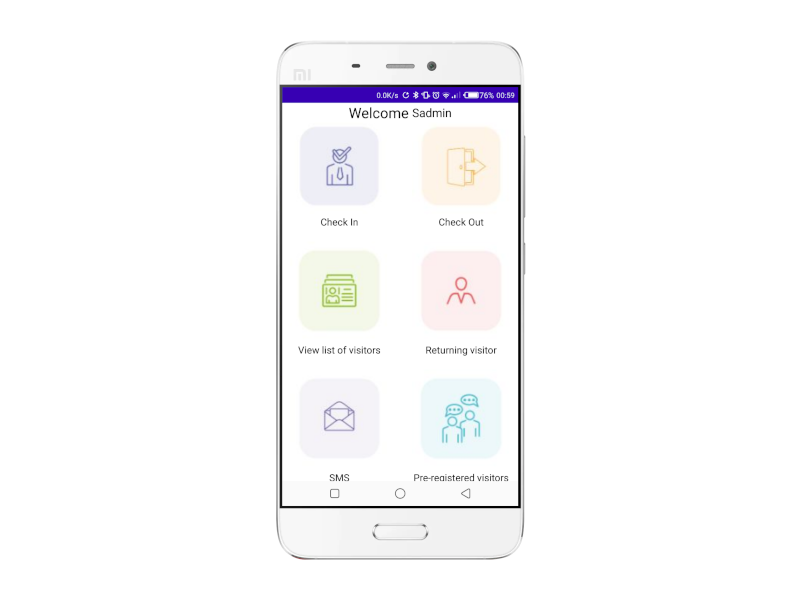 MI
0.0K/s 76% 00:59
Welcome Sadmin
Check In
Check Out
View list of visitors
Returning visitor
SMS
Pre-registered visitors